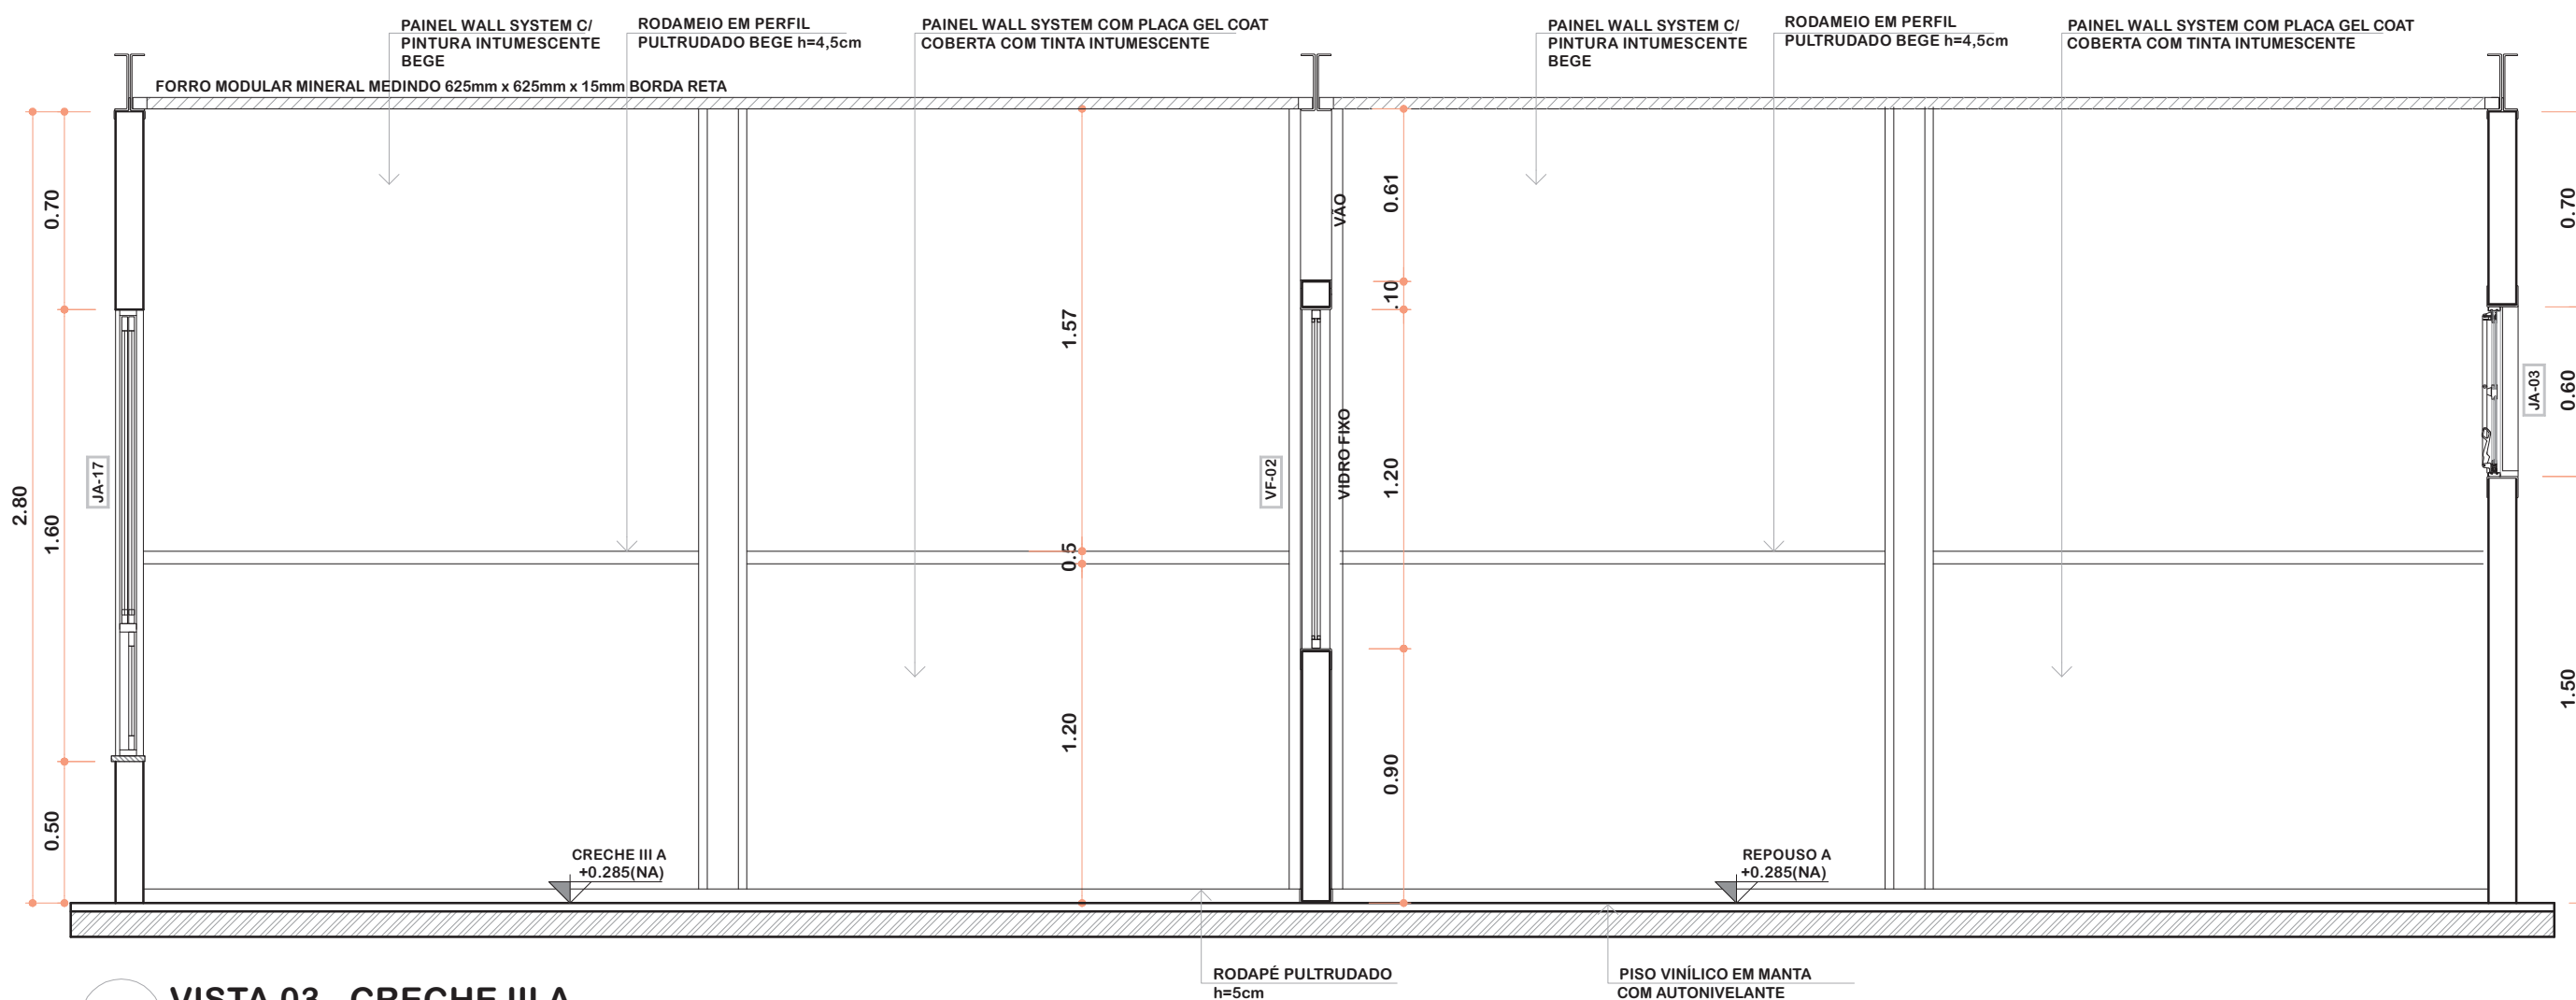 PAINEL WALL SYSTEM C/
PINTURA INTUMESCENTE
BEGE
RODAMEIO EM PERFIL
PULTRUDADO BEGE h=4,5cm
PAINEL WALL SYSTEM COM PLACA GEL COAT
COBERTA COM TINTA INTUMESCENTE
PAINEL WALL SYSTEM C/
PINTURA INTUMESCENTE
BEGE
RODAMEIO EM PERFIL
PULTRUDADO BEGE h=4,5cm
PAINEL WALL SYSTEM COM PLACA GEL COAT
COBERTA COM TINTA INTUMESCENTE
FORRO MODULAR MINERAL MEDINDO 625mm x 625mm x 15mm BORDA RETA
2.80
0.70
1.60
0.50
JA-17
1.57
0.5
1.20
VF-02
VÃO
VIDRO FIXO
0.61
.10
1.20
0.90
JA-03
0.70
0.60
1.50
CRECHE III A
+0.285(NA)
REPOUSO A
+0.285(NA)
RODAPÉ PULTRUDADO
h=5cm
PISO VINÍLICO EM MANTA
COM AUTONIVELANTE
VISTA 03 - CRECHE III A